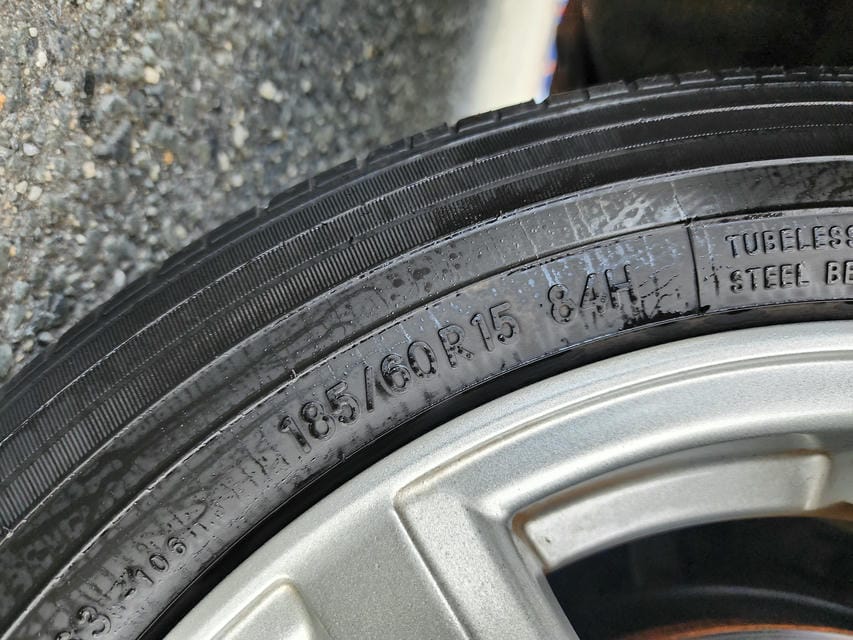 185/60R15 84H
TUBELESS
STEEL BE